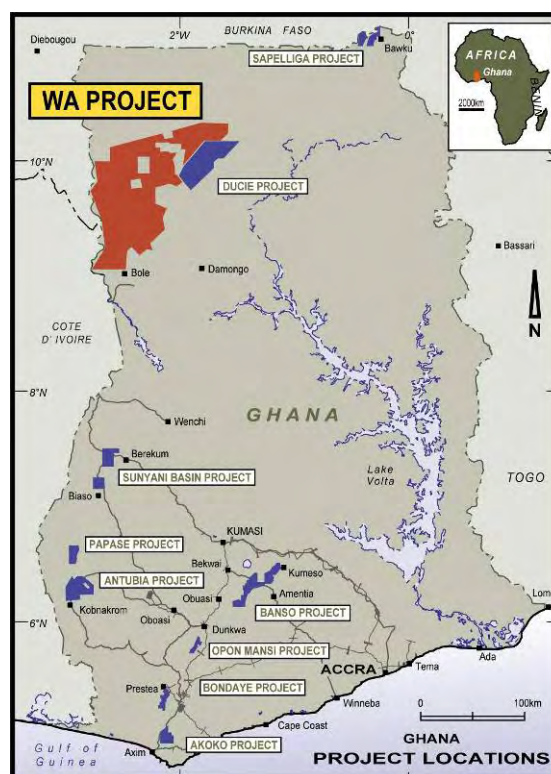 BURKINA FASO
Diebougou
2°W
0°
Bawku
SAPELLIGA PROJECT
AFRICA
Ghana
2000km
BENIN
WA PROJECT
10°N
DUCIE PROJECT
Bassari
Bole
Damongo
N
COTE
D' IVOIRE
8°N
Wenchi
GHANA
Berekum
SUNYANI BASIN PROJECT
Biaso
Lake
Volta
TOGO
PAPASE PROJECT
KUMASI
Bekwai
Kumeso
ANTUBIA PROJECT
Obuasi
Amentia
Kobnakrom
Oboasi
BANSO PROJECT
Lom
6°N
Dunkwa
OPON MANSI PROJECT
ACCRA
Tema
Ada
Prestea
BONDAYE PROJECT
Winneba
0
100km
Cape Coast
AKOKO PROJECT
Gulf of
Guinea
Axim
GHANA
PROJECT LOCATIONS